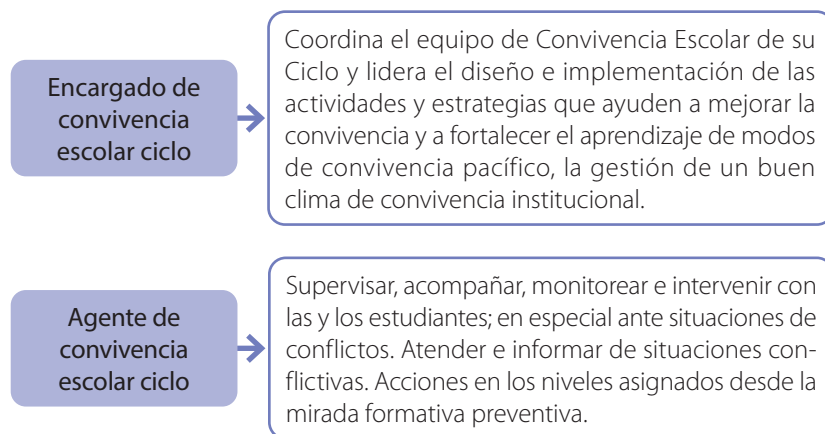 Encargado de
convivencia
escolar ciclo
Coordina el equipo de Convivencia Escolar de su
Ciclo y lidera el diseño e implementación de las
actividades y estrategias que ayuden a mejorar la
convivencia y a fortalecer el aprendizaje de modos
de convivencia pacífico, la gestión de un buen
clima de convivencia institucional.
Agente de
convivencia
escolar ciclo
Supervisar, acompañar, monitorear e intervenir con
las y los estudiantes; en especial ante situaciones de
conflictos. Atender e informar de situaciones con-
flictivas. Acciones en los niveles asignados desde la
mirada formativa preventiva.